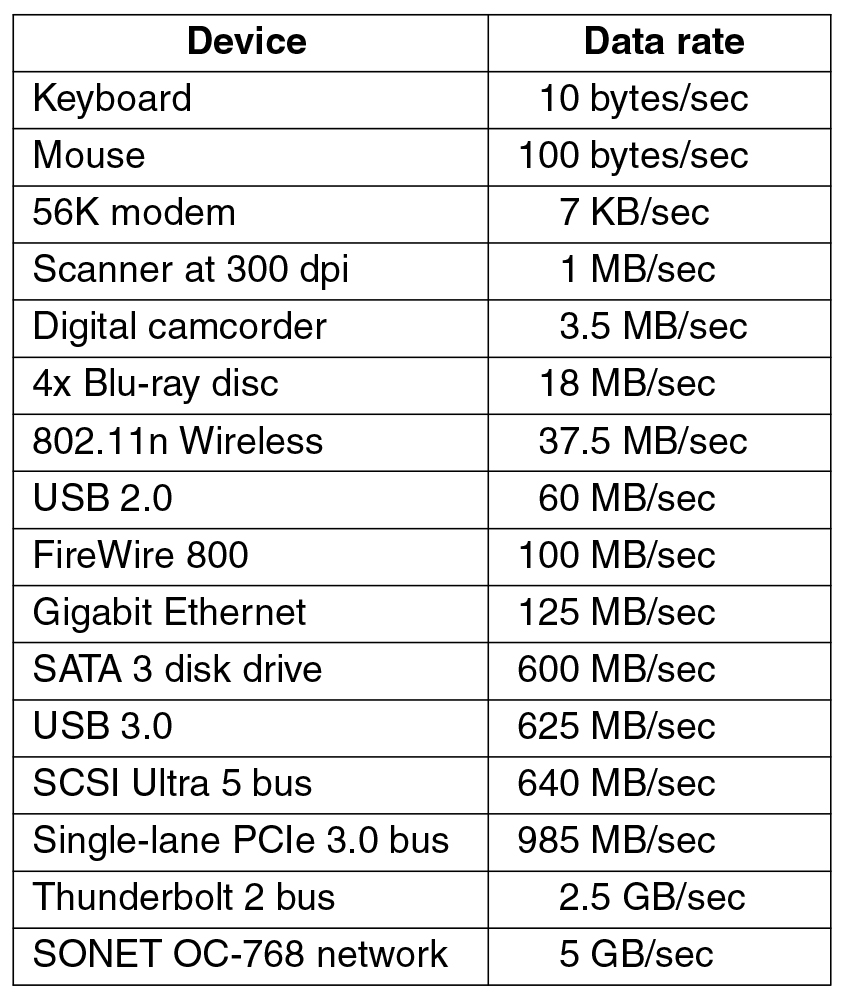 Device Data rate
Keyboard 10 bytes/sec
Mouse 100 bytes/sec
56K modem 7 KB/sec
Scanner at 300 dpi 1 MB/sec
Digital camcorder 3.5 MB/sec
4x Blu-ray disc 18 MB/sec
802.11n Wireless 37.5 MB/sec
USB 2.0 60 MB/sec
FireWire 800 100 MB/sec
Gigabit Ethernet 125 MB/sec
SATA 3 disk drive 600 MB/sec
USB 3.0 625 MB/sec
SCSI Ultra 5 bus 640 MB/sec
Single-lane PCIe 3.0 bus 985 MB/sec
Thunderbolt 2 bus 2.5 GB/sec
SONET OC-768 network 5 GB/sec